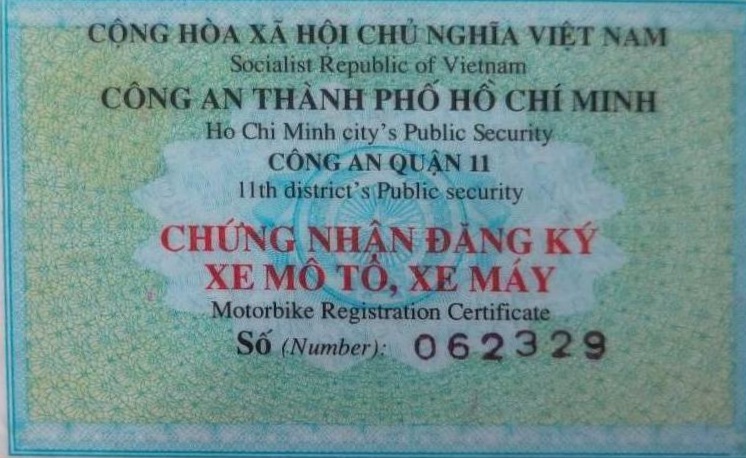 CỘNG HÒA XÃ HỘI CHỦ NGHĨA VIỆT NAM
Socialist Republic of Vietnam
CÔNG AN THÀNH PHỐ HỒ CHÍ MINH
Ho Chi Minh city's Public Security
CÔNG AN QUẬN 11
11th district's Public security
CHỨNG NHẬN ĐĂNG KÝ
XE MÔ TÔ, XE MÁY
Motorbike Registration Certificate
Số (Number): 062329